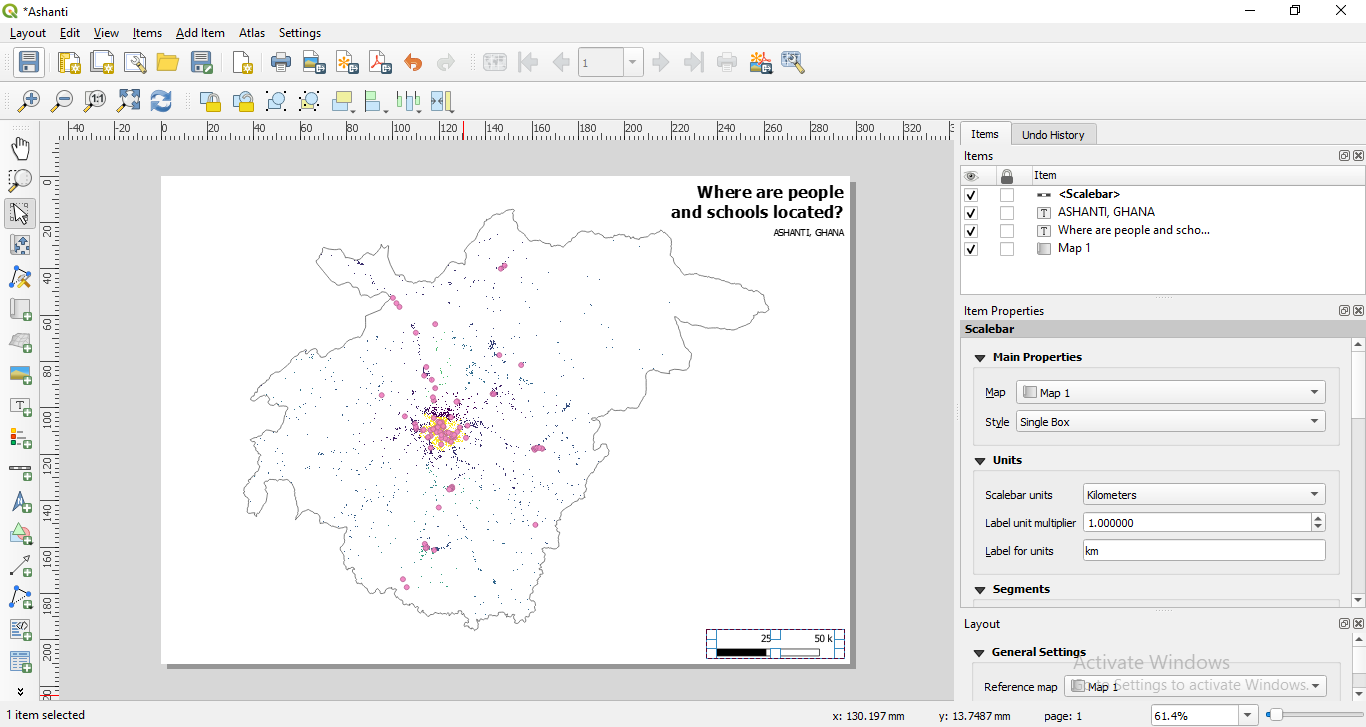 *Ashanti
Layout Edit View Items Add Item Atlas Settings
1
-40 -20 0 20 40 60 80 100 120 140 160 180 200 220 240 260 280 300 320
0 20 40 60 80 100 120 140 160 180 200
Where are people
and schools located?
ASHANTI, GHANA
25 50 k
Items Undo History
Items
Item
<Scalebar>
ASHANTI, GHANA
Where are people and scho...
Map 1
Item Properties
Scalebar
Main Properties
Map Map 1
Style Single Box
Units
Scalebar units Kilometers
Label unit multiplier 1.000000
Label for units km
Segments
Layout
General Settings
Activate Windows
Reference map Map 1
Settings to activate Windows.
1 item selected x: 130.197 mm y: 13.7487 mm page: 1 61.4%